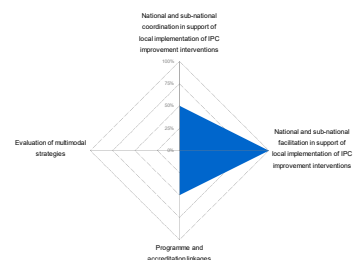 National and sub-national
coordination in support of
local implementation of IPC
improvement interventions
100%
75%
50%
25%
0%
National and sub-national
facilitation in support of
local implementation of IPC
improvement interventions
Evaluation of multimodal
strategies
Programme and
accreditation linkages